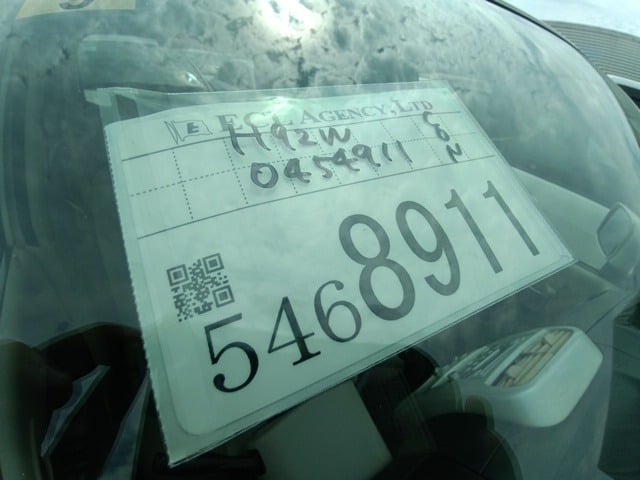 E ECL AGENCY, LTD
H92W
0454911
5468911